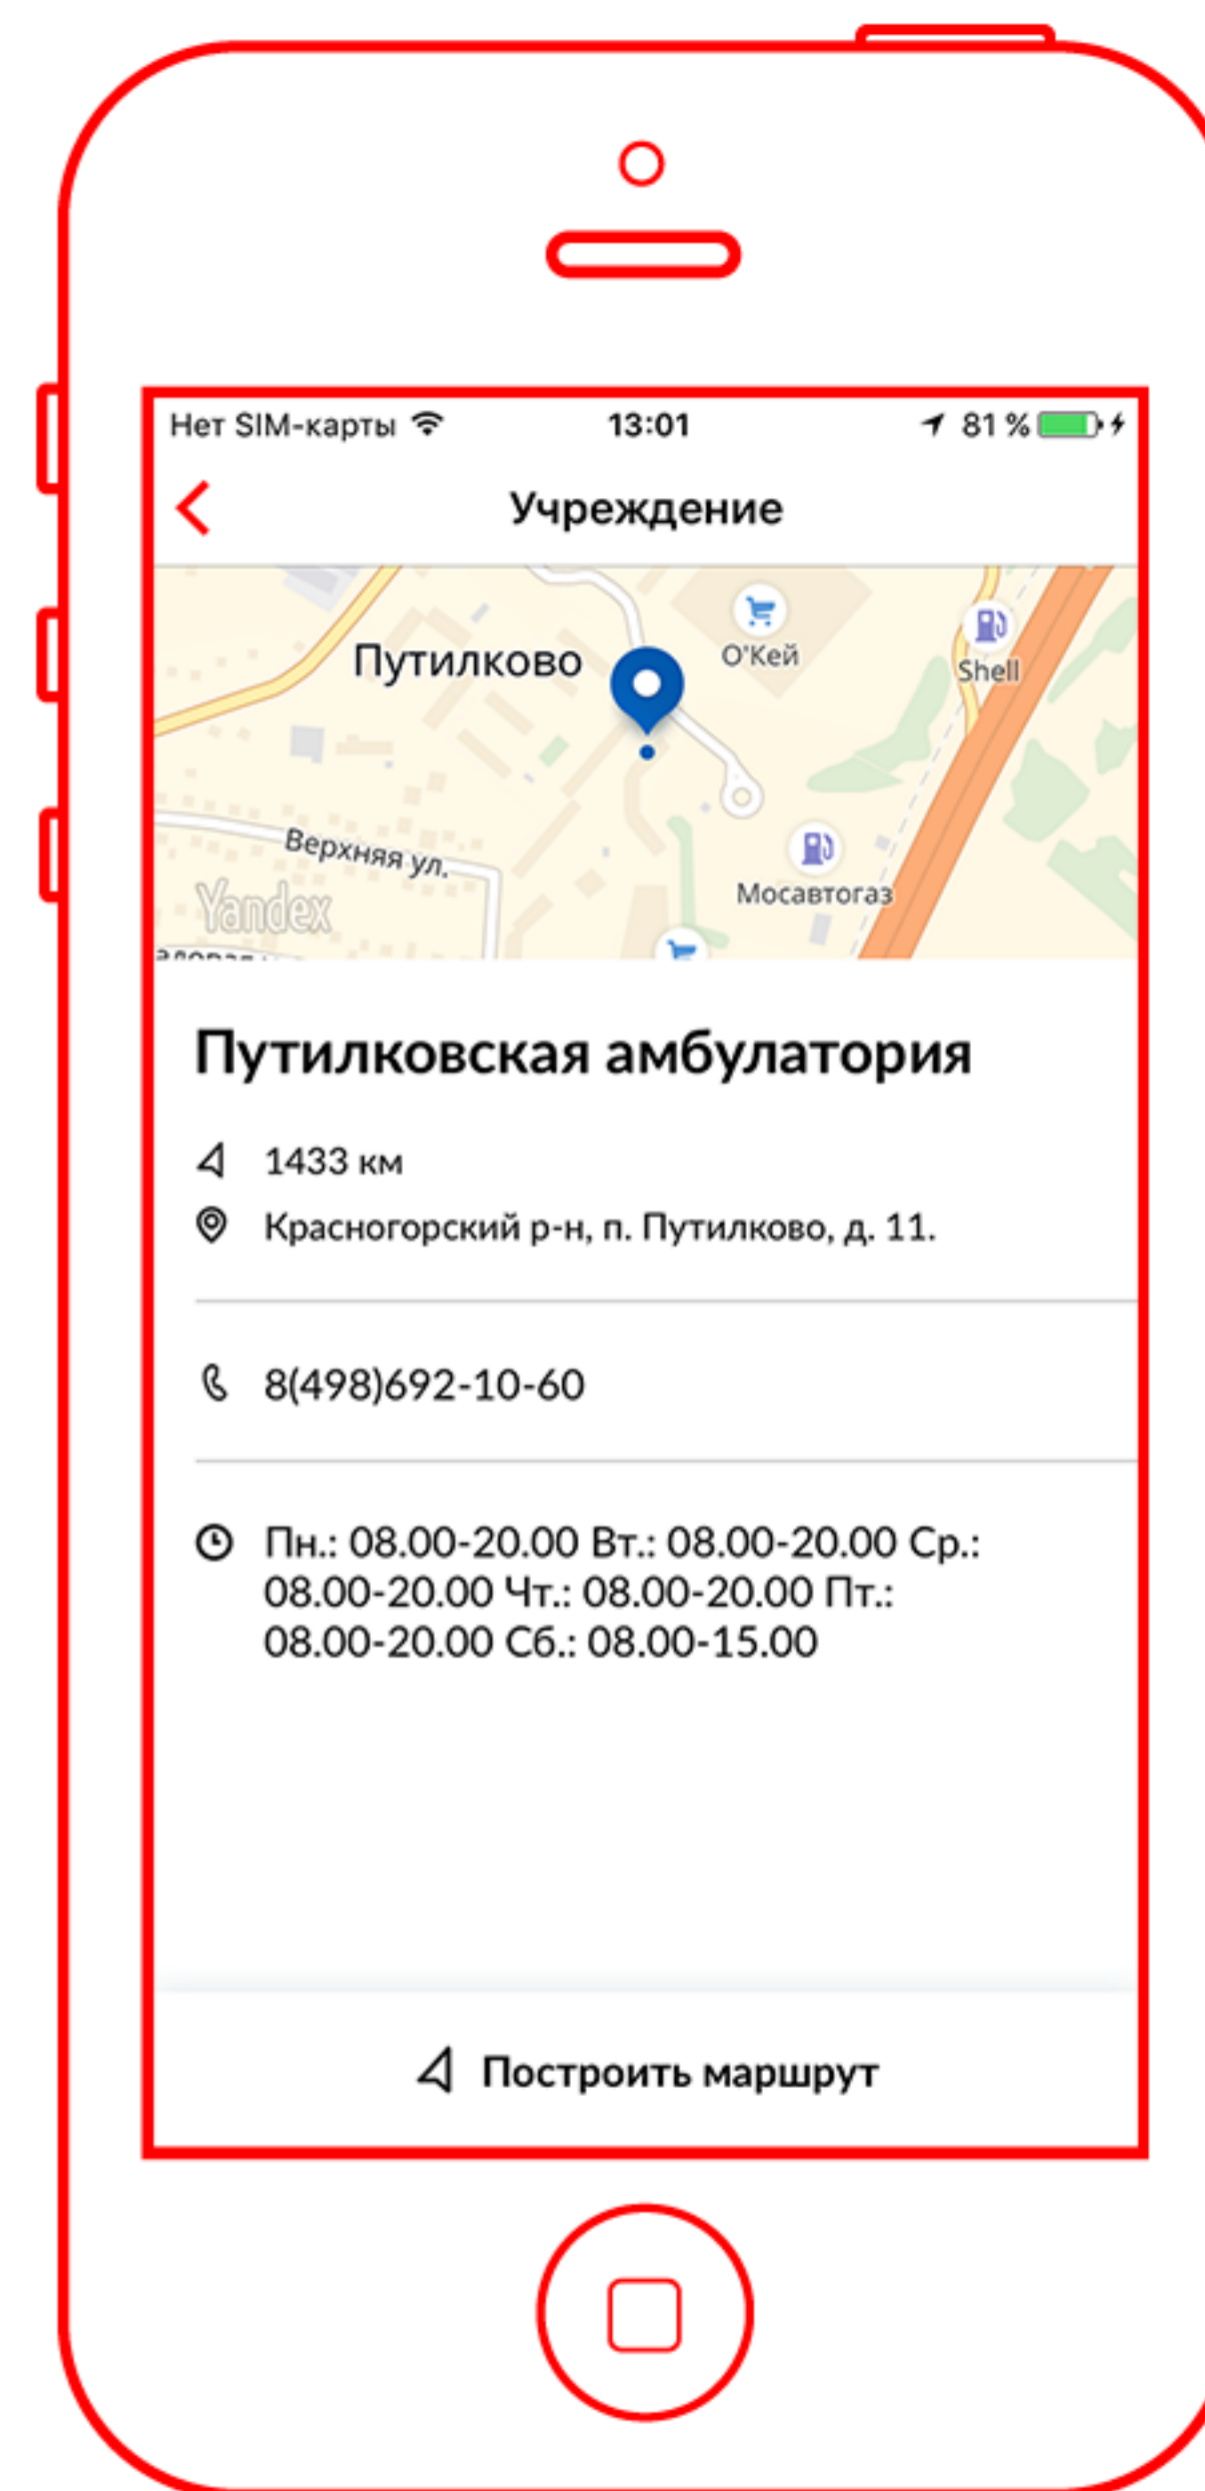 Нет SIM-карты 13:01 81 %
Учреждение
О'Кей
Путилково
Shell
Верхняя ул.
Мосавтогаз
Yandex
Путилковская амбулатория
1433 км
Красногорский р-н, п. Путилково, д. 11.
8(498)692-10-60
Пн.: 08.00-20.00 Вт.: 08.00-20.00 Ср.:
08.00-20.00 Чт.: 08.00-20.00 Пт.:
08.00-20.00 Сб.: 08.00-15.00
Построить маршрут